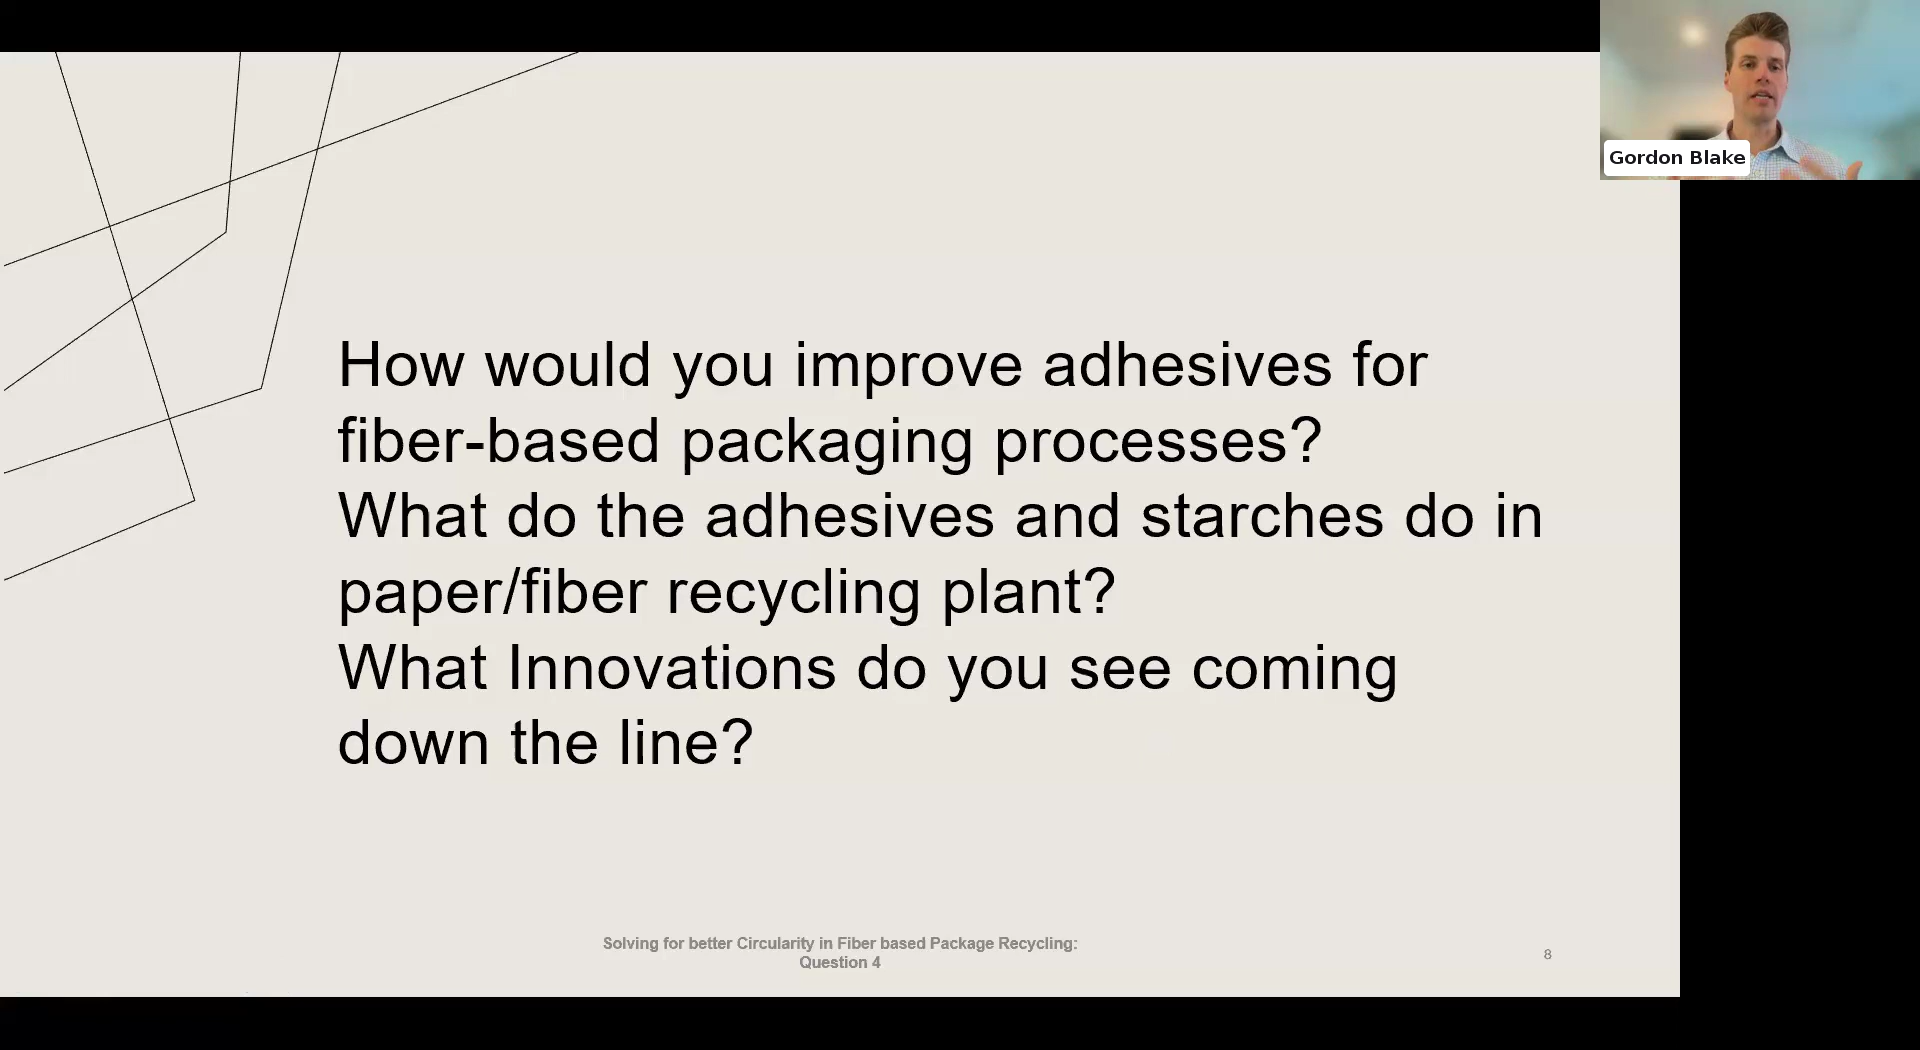 Gordon Blake
How would you improve adhesives for
fiber-based packaging processes?
What do the adhesives and starches do in
paper/fiber recycling plant?
What Innovations do you see coming
down the line?
Solving for better Circularity in Fiber based Package Recycling:
Question 4
8